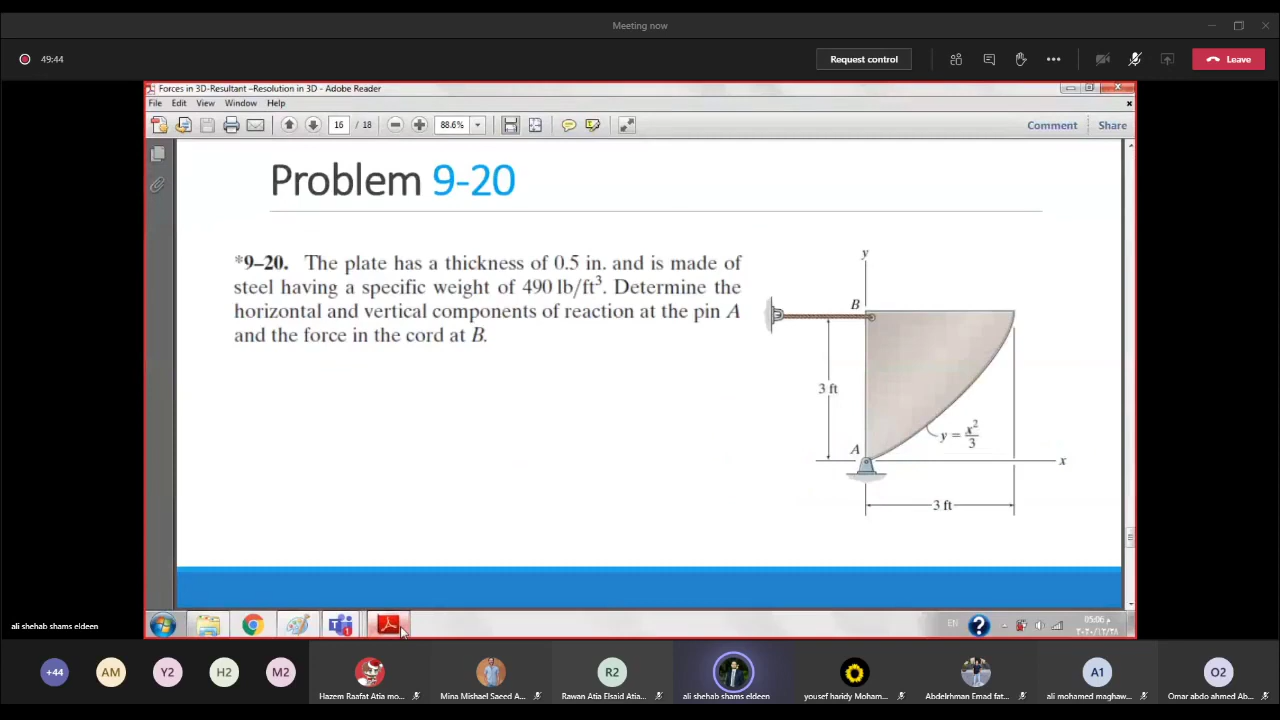 Meeting now
49:44
Request control
Leave
Forces in 3D-Resultant –Resolution in 3D - Adobe Reader
File Edit View Window Help
16 / 18
88.6%
Comment
Share
Problem 9-20
*9–20. The plate has a thickness of 0.5 in. and is made of
steel having a specific weight of 490 lb/ft³. Determine the
horizontal and vertical components of reaction at the pin A
and the force in the cord at B.
y
B
3 ft
y = x²/3
A
x
3 ft
ali shehab shams eldeen
EN
?
05:06 م
٢٠٢٠/١٢/٢٨
+44
AM
Y2
H2
M2
Hazem Raafat Atia mo...
Mina Mishael Saeed A...
R2
Rawan Atia Elsaid Atia...
ali shehab shams eldeen
yousef haridy Moham...
Abdelrhman Emad fat...
A1
ali mohamed maghaw...
O2
Omar abdo ahmed Ab...